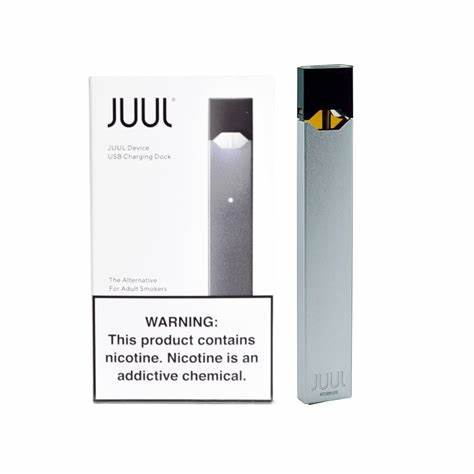 JUUL®
JUUL Device
USB Charging Dock
The Alternative
For Adult Smokers
WARNING:
This product contains
nicotine. Nicotine is an
addictive chemical.
JUUL